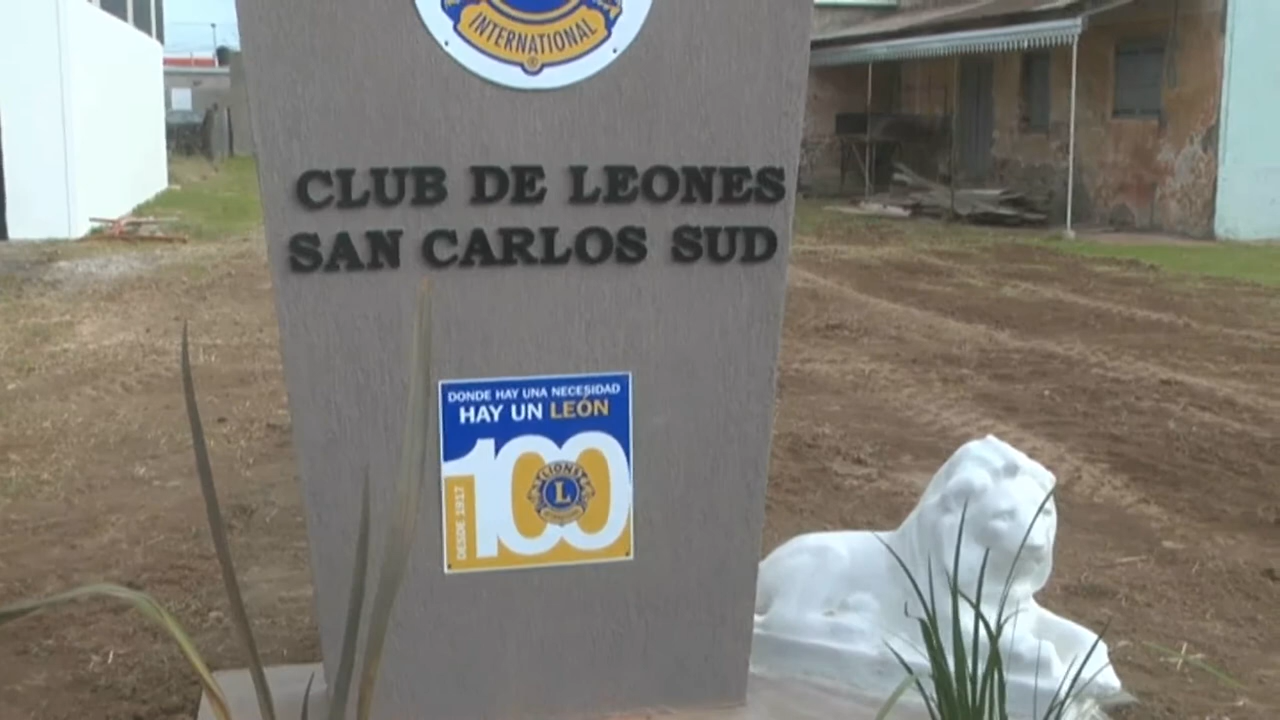 INTERNATIONAL
®
CLUB DE LEONES
SAN CARLOS SUD
DONDE HAY UNA NECESIDAD
HAY UN LEÓN
100
DESDE 1917
LIONS
L